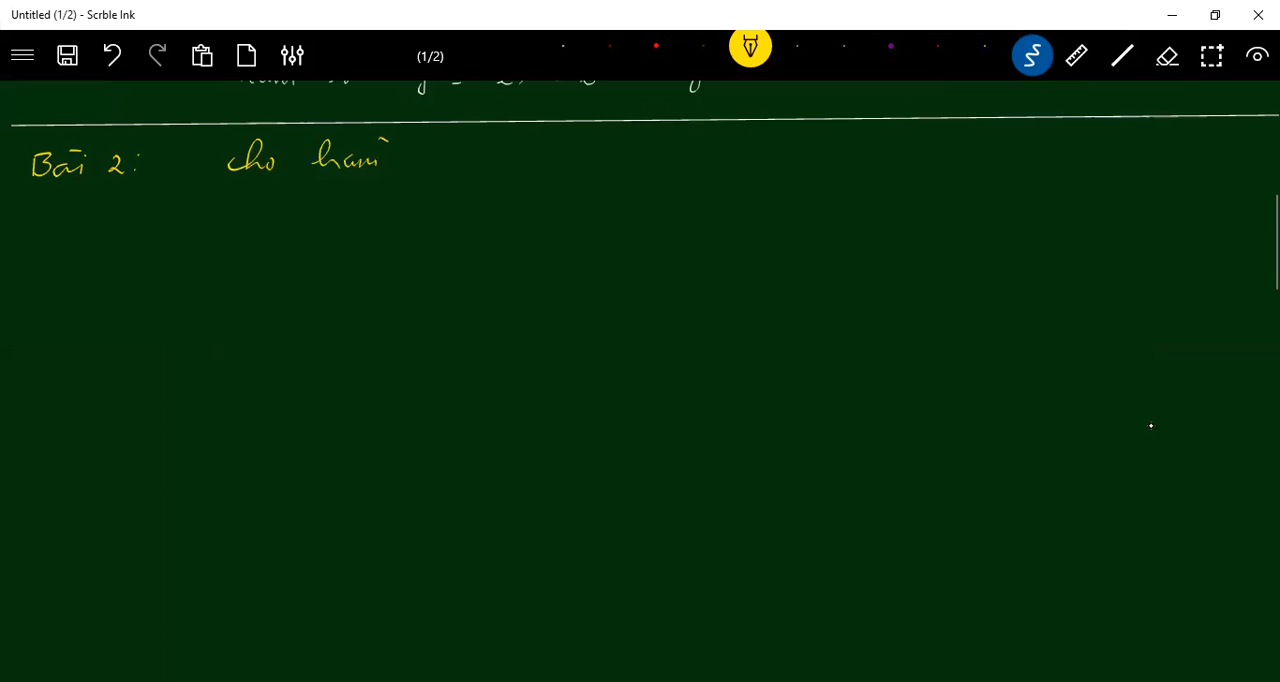 Untitled (1/2) - Scrble Ink
(1/2)
Bài 2: cho hàm